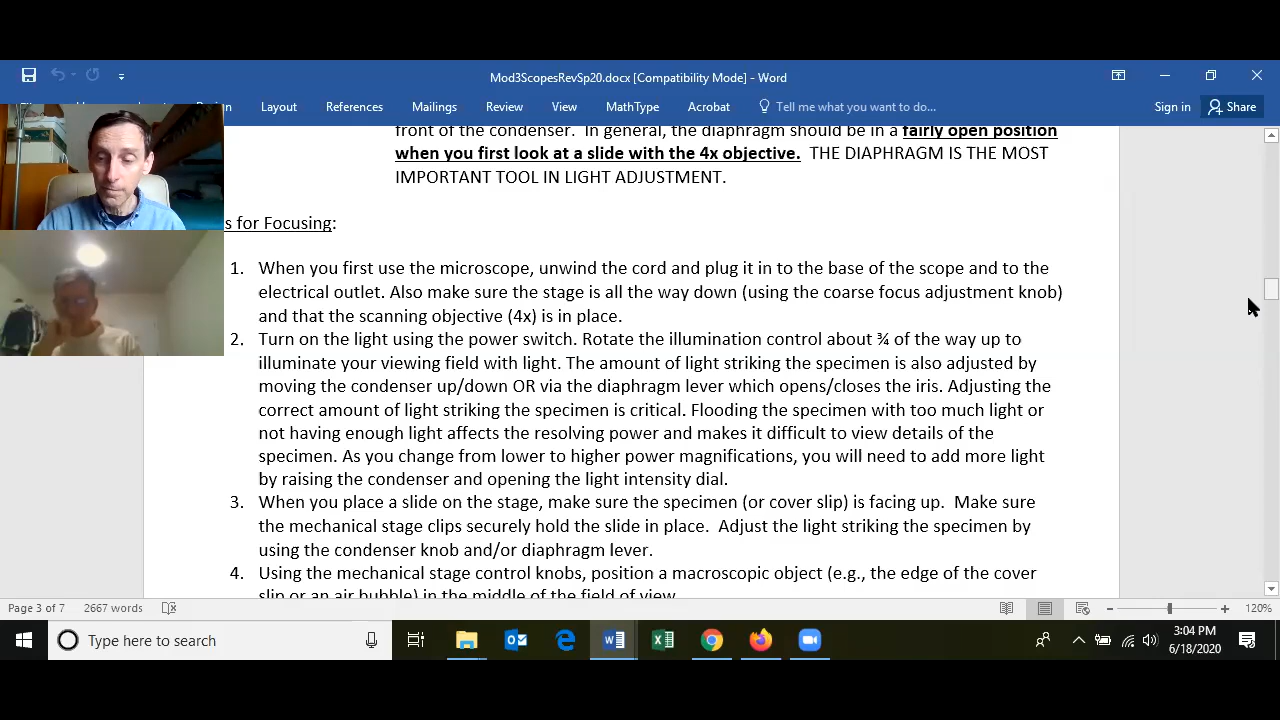 Mod3ScopesRevSp20.docx [Compatibility Mode] - Word
Layout References Mailings Review View MathType Acrobat Tell me what you want to do... Sign in Share
front of the condenser. In general, the diaphragm should be in a fairly open position
when you first look at a slide with the 4x objective. THE DIAPHRAGM IS THE MOST
IMPORTANT TOOL IN LIGHT ADJUSTMENT.
s for Focusing:
1. When you first use the microscope, unwind the cord and plug it in to the base of the scope and to the
electrical outlet. Also make sure the stage is all the way down (using the coarse focus adjustment knob)
and that the scanning objective (4x) is in place.
2. Turn on the light using the power switch. Rotate the illumination control about ¾ of the way up to
illuminate your viewing field with light. The amount of light striking the specimen is also adjusted by
moving the condenser up/down OR via the diaphragm lever which opens/closes the iris. Adjusting the
correct amount of light striking the specimen is critical. Flooding the specimen with too much light or
not having enough light affects the resolving power and makes it difficult to view details of the
specimen. As you change from lower to higher power magnifications, you will need to add more light
by raising the condenser and opening the light intensity dial.
3. When you place a slide on the stage, make sure the specimen (or cover slip) is facing up. Make sure
the mechanical stage clips securely hold the slide in place. Adjust the light striking the specimen by
using the condenser knob and/or diaphragm lever.
4. Using the mechanical stage control knobs, position a macroscopic object (e.g., the edge of the cover
slip or an air bubble) in the middle of the field of view.
Page 3 of 7 2667 words 120%
Type here to search
3:04 PM
6/18/2020